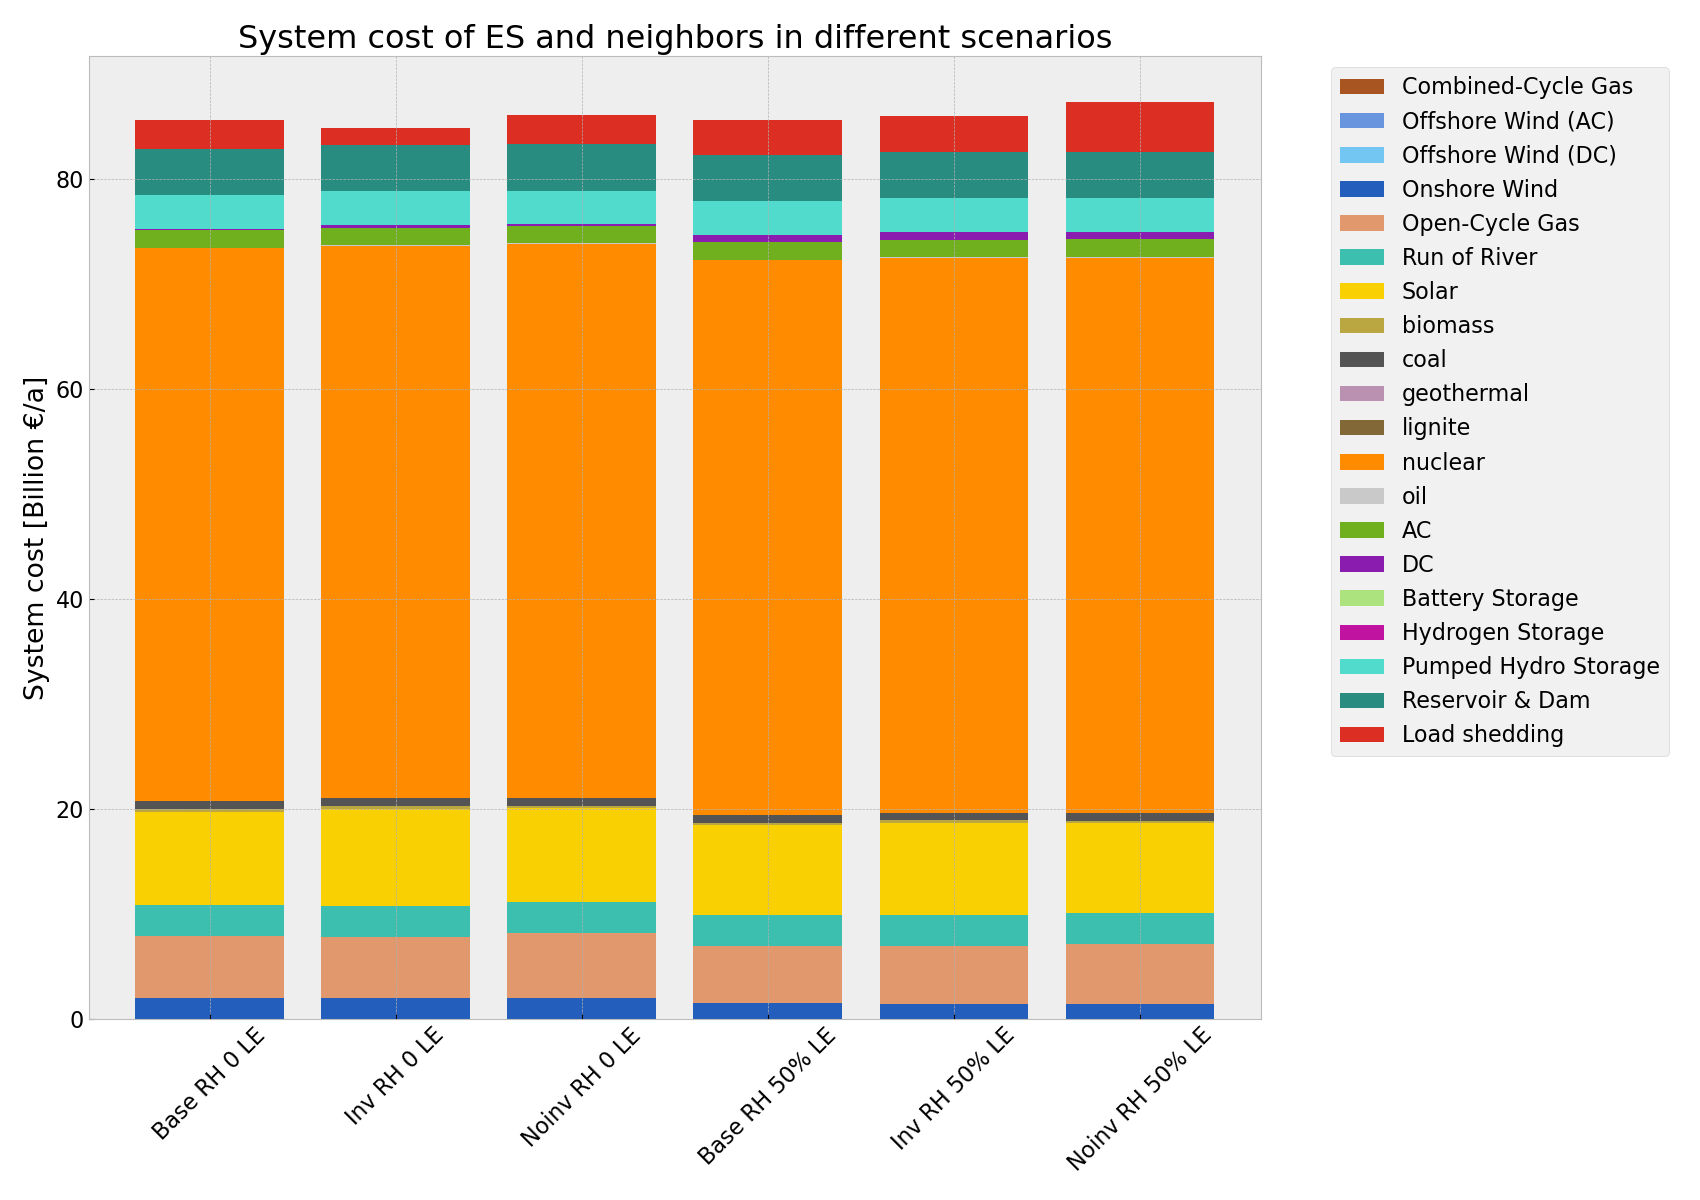 System cost of ES and neighbors in different scenarios
System cost [Billion €/a]
80
60
40
20
0
Base RH 0 LE
Inv RH 0 LE
Noinv RH 0 LE
Base RH 50% LE
Inv RH 50% LE
Noinv RH 50% LE
Combined-Cycle Gas
Offshore Wind (AC)
Offshore Wind (DC)
Onshore Wind
Open-Cycle Gas
Run of River
Solar
biomass
coal
geothermal
lignite
nuclear
oil
AC
DC
Battery Storage
Hydrogen Storage
Pumped Hydro Storage
Reservoir & Dam
Load shedding